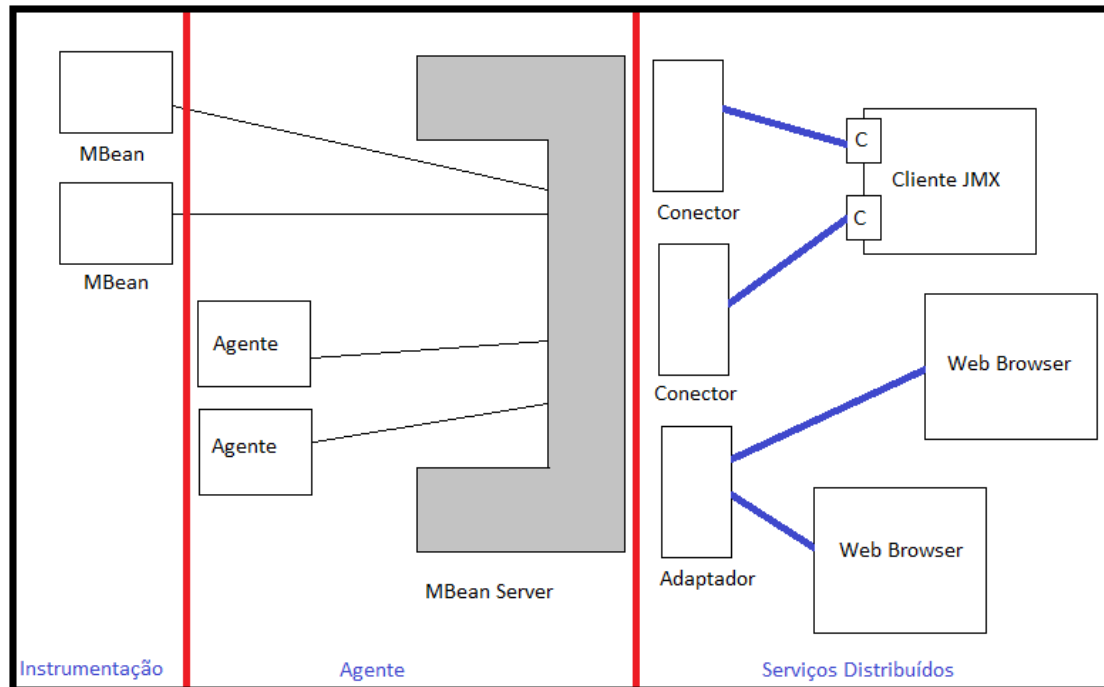 MBean
MBean
Agente
Agente
MBean Server
Conector
Conector
Adaptador
C
C
Cliente JMX
Web Browser
Web Browser
Instrumentação
Agente
Serviços Distribuídos